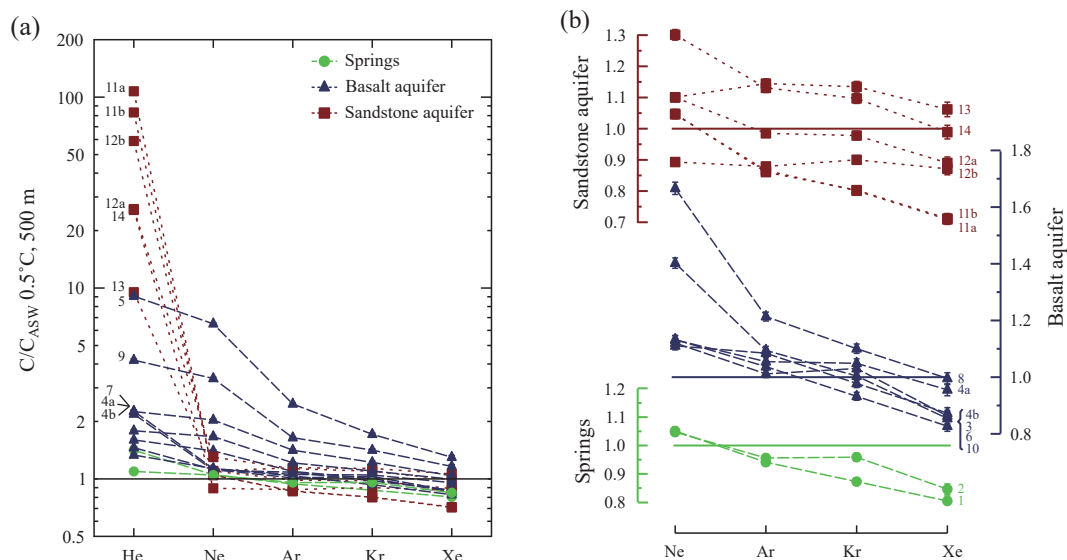 (a)
200
100
50
20
10
5
2
1
0.5
C/C_ASW 0.5°C, 500 m
Springs
Basalt aquifer
Sandstone aquifer
11a
11b
12b
12a
14
13
5
9
7
4a
4b
He
Ne
Ar
Kr
Xe
(b)
Sandstone aquifer
1.3
1.2
1.1
1.0
0.9
0.8
0.7
13
14
12a
12b
11b
11a
Basalt aquifer
1.8
1.6
1.4
1.2
1.0
0.8
8
4a
4b
3
6
10
Springs
1.2
1.1
1.0
0.9
0.8
2
1
Ne
Ar
Kr
Xe